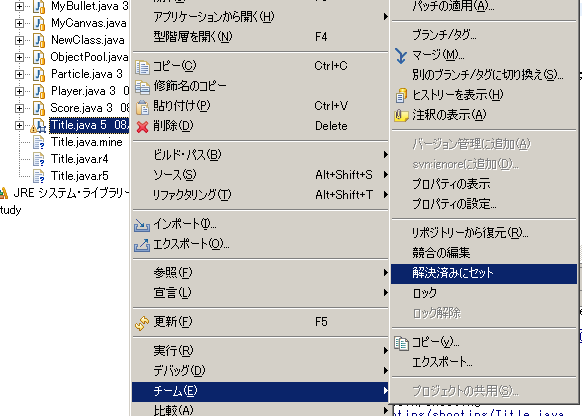 MyBullet.java 3
MyCanvas.java
NewClass.java
ObjectPool.java
Particle.java 3
Player.java 3
Score.java 3 08
Title.java 5 08
Title.java.mine
Title.java.r4
Title.java.r5
JRE システム・ライブラリー
tudy
アプリケーションから開く(H)
型階層を開く(N) F4
コピー(C) Ctrl+C
修飾名のコピー
貼り付け(P) Ctrl+V
削除(D) Delete
ビルド・パス(B)
ソース(S) Alt+Shift+S
リファクタリング(T) Alt+Shift+T
インポート(I)...
エクスポート(O)...
参照(F)
宣言(L)
更新(F) F5
実行(R)
デバッグ(D)
チーム(E)
比較(A)
パッチの適用(A)...
ブランチ/タグ...
マージ(M)...
別のブランチ/タグに切り換え(S)...
ヒストリーを表示(H)
注釈の表示(A)
バージョン管理に追加(A)
svn:ignoreに追加(D)...
プロパティの表示
プロパティの設定...
リポジトリーから復元(R)...
競合の編集
解決済みにセット
ロック
ロック解除
コピー(y)...
エクスポート...
プロジェクトの共用(S)...